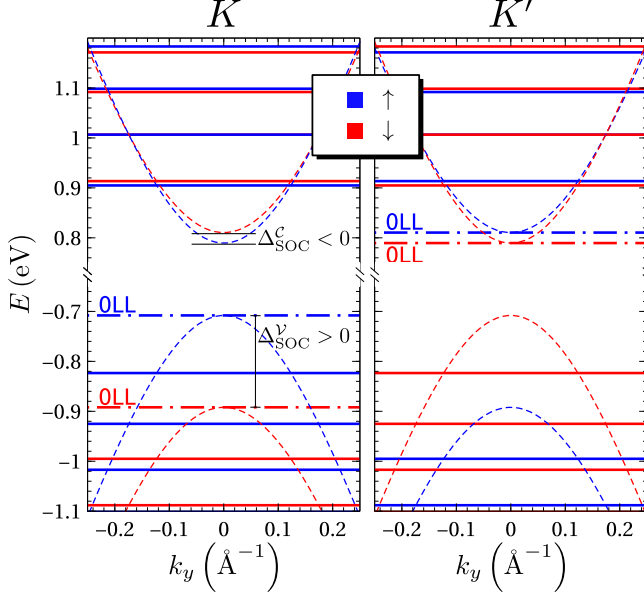 K K′
↑
↓
1.1
1
0.9
0.8
−0.7
−0.8
−0.9
−1
−1.1
E (eV)
Δ^C_SOC < 0
Δ^V_SOC > 0
0LL
0LL
0LL
0LL
−0.2 −0.1 0 0.1 0.2
−0.2 −0.1 0 0.1 0.2
k_y (Å^−1)
k_y (Å^−1)